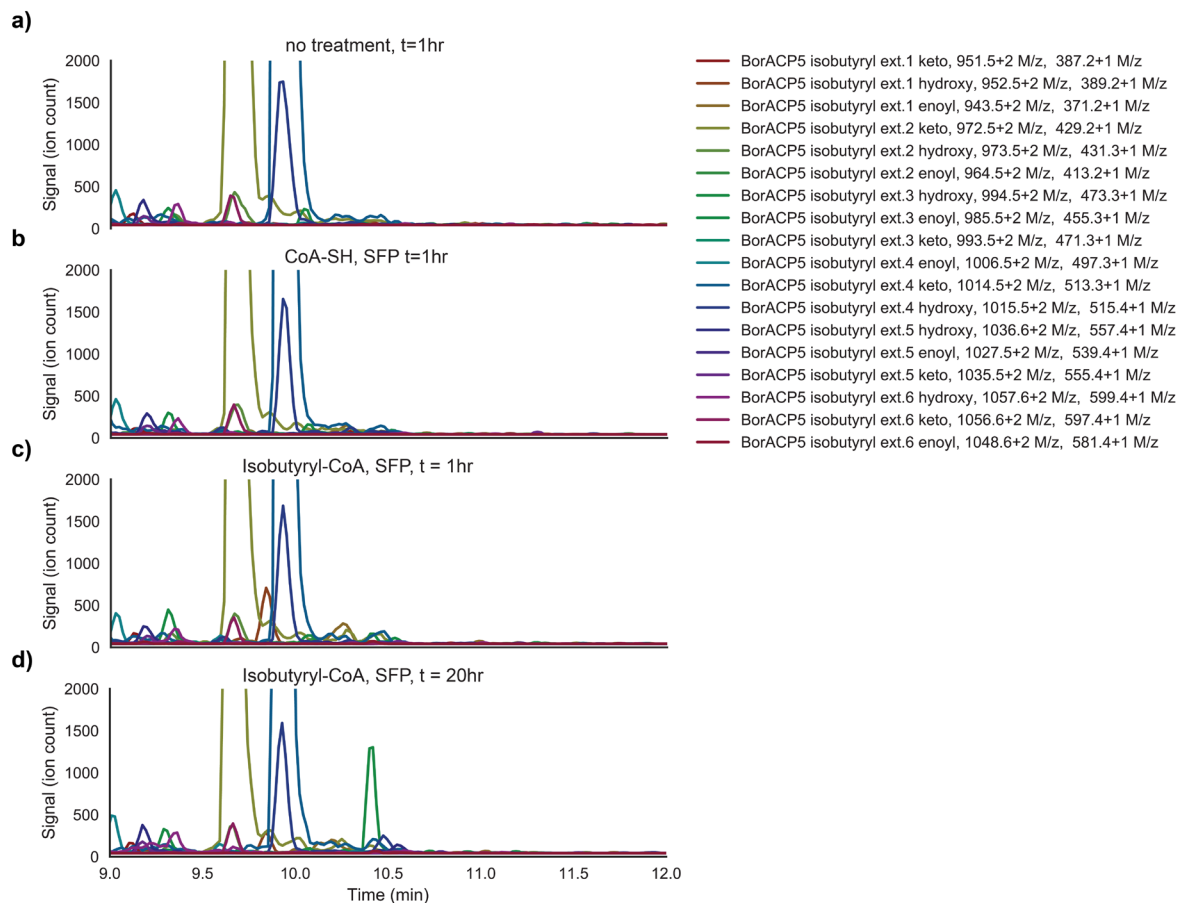 a)
no treatment, t=1hr
2000
1500
1000
500
0
Signal (ion count)
b
CoA-SH, SFP t=1hr
2000
1500
1000
500
0
Signal (ion count)
c)
Isobutyryl-CoA, SFP, t = 1hr
2000
1500
1000
500
0
Signal (ion count)
d)
Isobutyryl-CoA, SFP, t = 20hr
2000
1500
1000
500
0
Signal (ion count)
9.0 9.5 10.0 10.5 11.0 11.5 12.0
Time (min)
BorACP5 isobutyryl ext.1 keto, 951.5+2 M/z, 387.2+1 M/z
BorACP5 isobutyryl ext.1 hydroxy, 952.5+2 M/z, 389.2+1 M/z
BorACP5 isobutyryl ext.1 enoyl, 943.5+2 M/z, 371.2+1 M/z
BorACP5 isobutyryl ext.2 keto, 972.5+2 M/z, 429.2+1 M/z
BorACP5 isobutyryl ext.2 hydroxy, 973.5+2 M/z, 431.3+1 M/z
BorACP5 isobutyryl ext.2 enoyl, 964.5+2 M/z, 413.2+1 M/z
BorACP5 isobutyryl ext.3 hydroxy, 994.5+2 M/z, 473.3+1 M/z
BorACP5 isobutyryl ext.3 enoyl, 985.5+2 M/z, 455.3+1 M/z
BorACP5 isobutyryl ext.3 keto, 993.5+2 M/z, 471.3+1 M/z
BorACP5 isobutyryl ext.4 enoyl, 1006.5+2 M/z, 497.3+1 M/z
BorACP5 isobutyryl ext.4 keto, 1014.5+2 M/z, 513.3+1 M/z
BorACP5 isobutyryl ext.4 hydroxy, 1015.5+2 M/z, 515.4+1 M/z
BorACP5 isobutyryl ext.5 hydroxy, 1036.6+2 M/z, 557.4+1 M/z
BorACP5 isobutyryl ext.5 enoyl, 1027.5+2 M/z, 539.4+1 M/z
BorACP5 isobutyryl ext.5 keto, 1035.5+2 M/z, 555.4+1 M/z
BorACP5 isobutyryl ext.6 hydroxy, 1057.6+2 M/z, 599.4+1 M/z
BorACP5 isobutyryl ext.6 keto, 1056.6+2 M/z, 597.4+1 M/z
BorACP5 isobutyryl ext.6 enoyl, 1048.6+2 M/z, 581.4+1 M/z